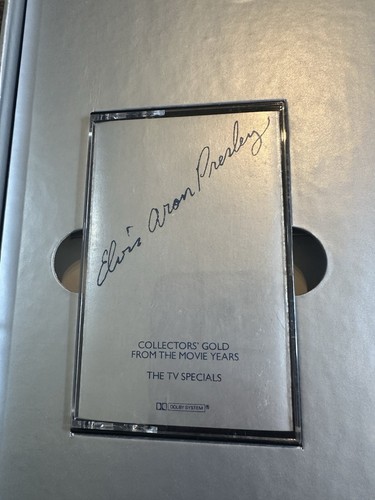 Elvis Aron Presley
COLLECTORS' GOLD
FROM THE MOVIE YEARS
THE TV SPECIALS
DOLBY SYSTEM®